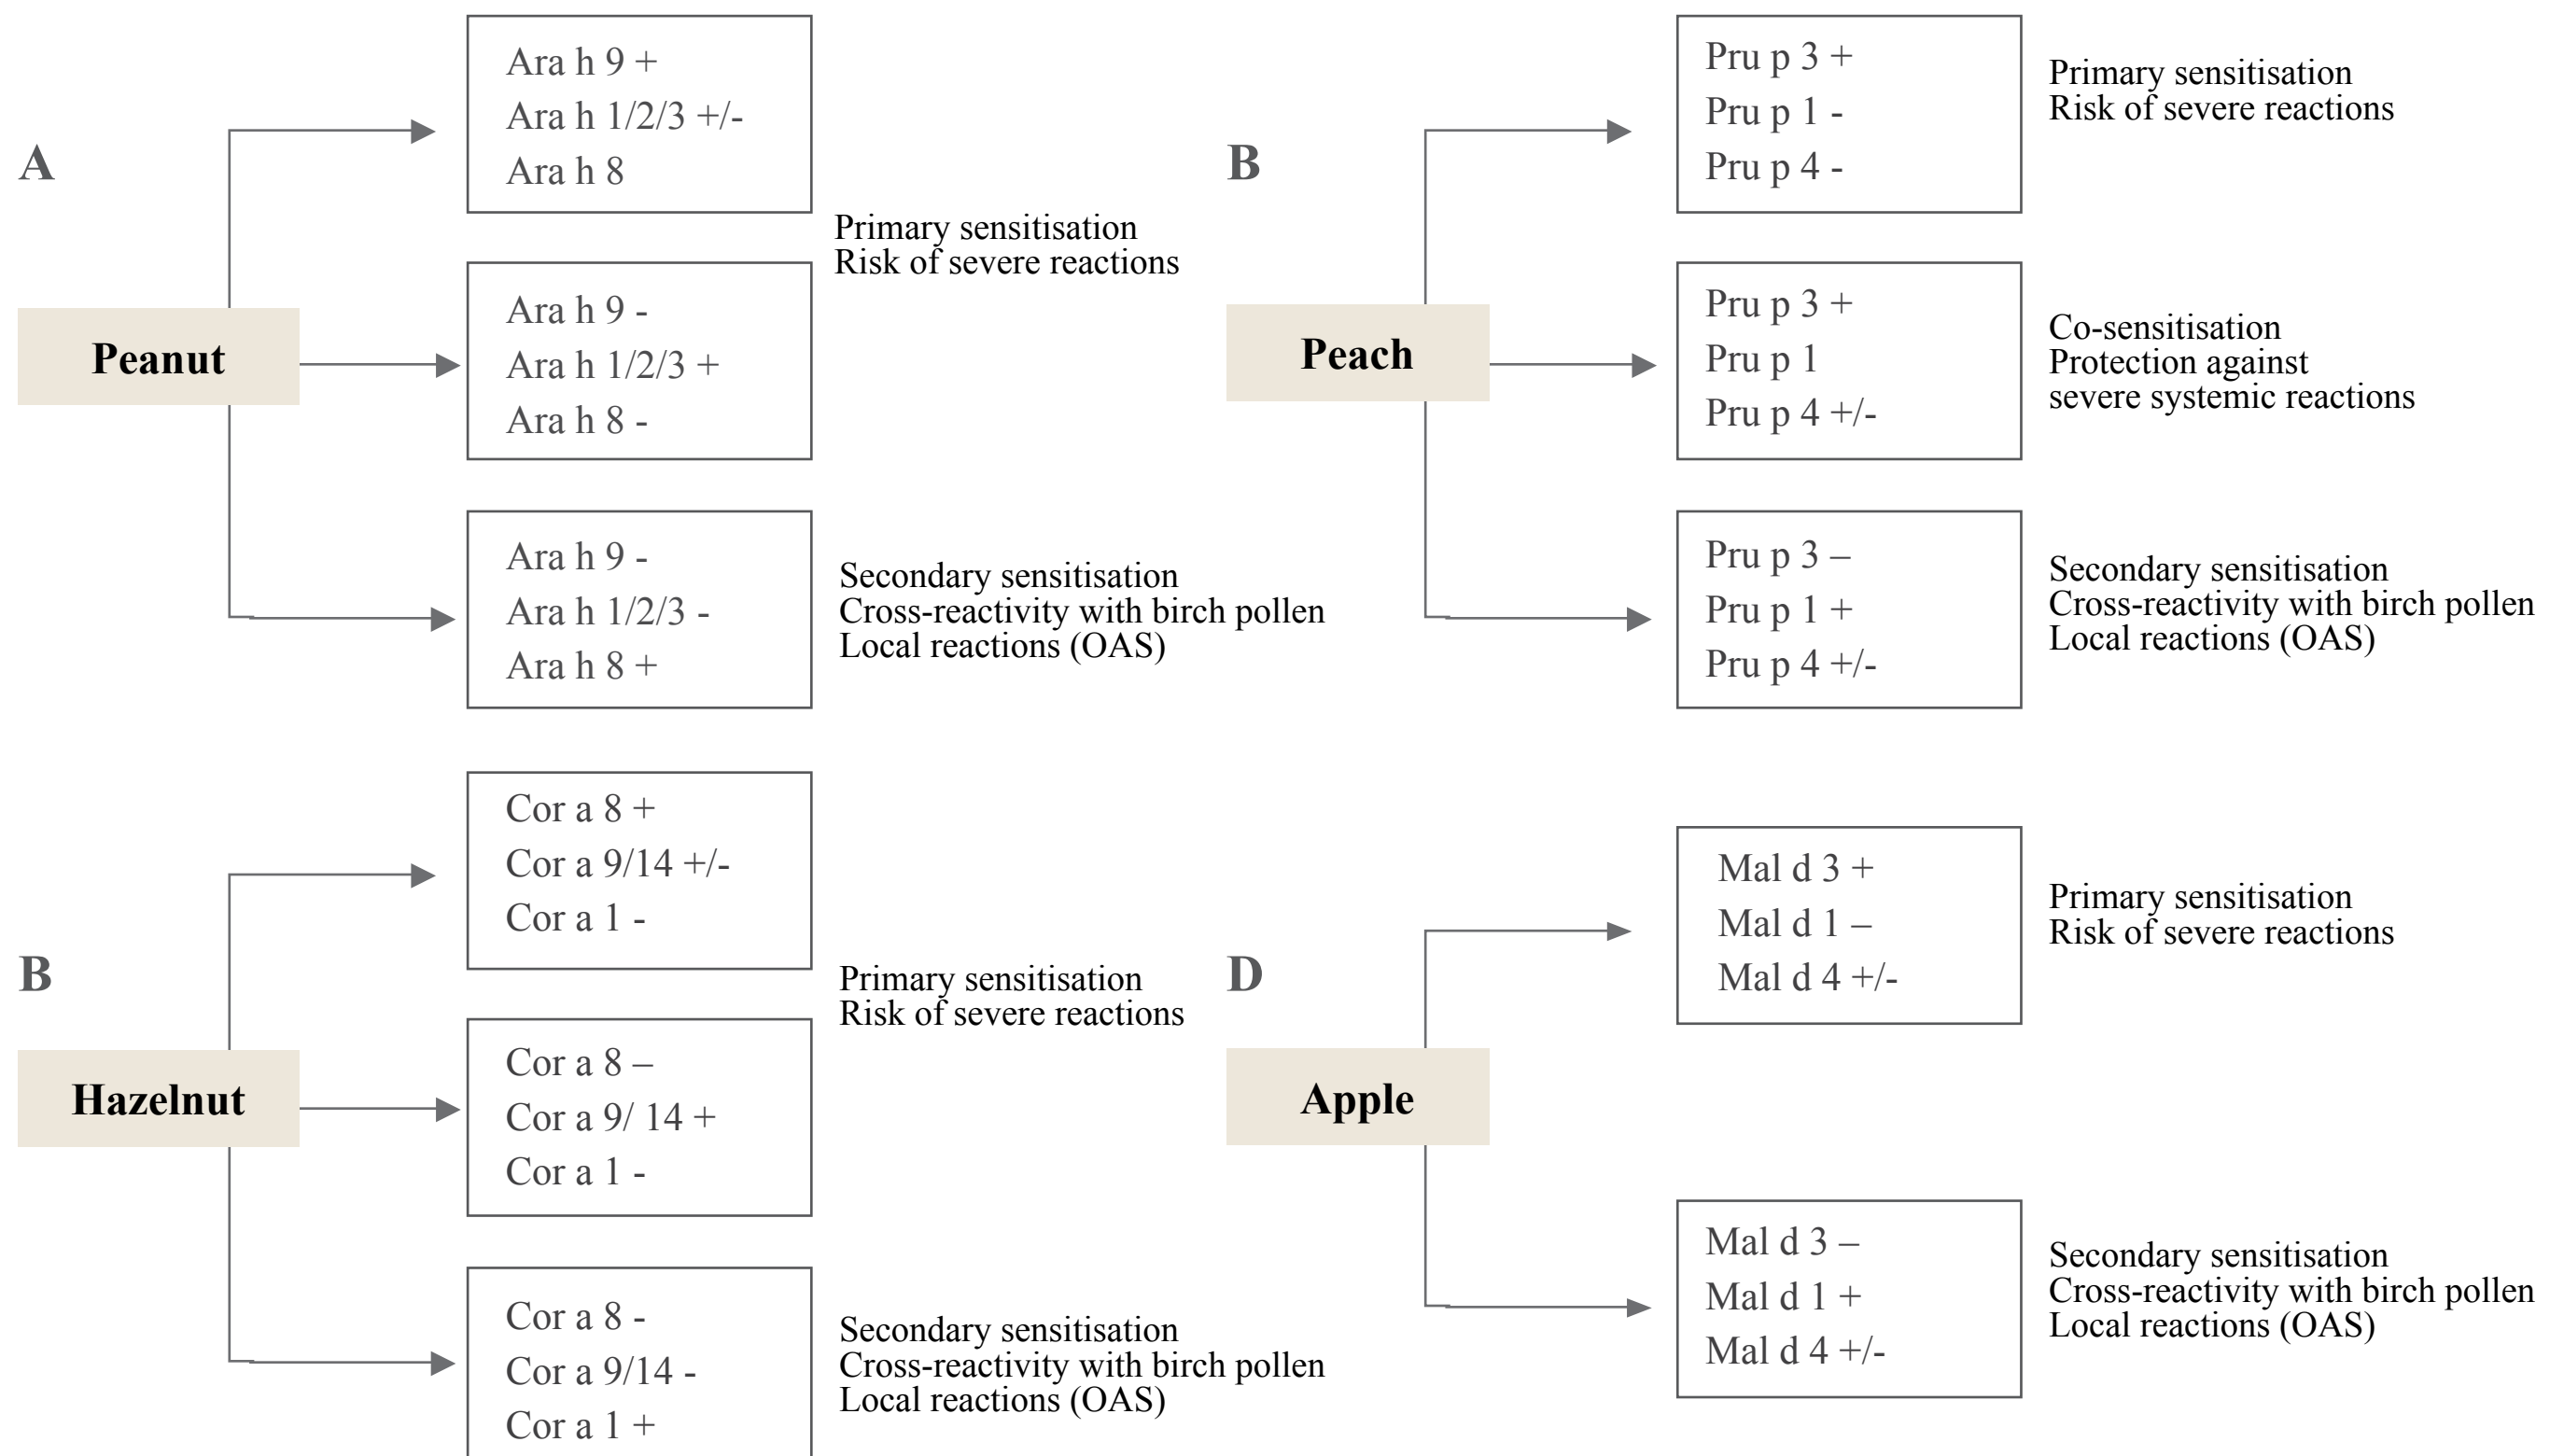 A
Peanut
Ara h 9 +
Ara h 1/2/3 +/-
Ara h 8
Ara h 9 -
Ara h 1/2/3 +
Ara h 8 -
Primary sensitisation
Risk of severe reactions
Ara h 9 -
Ara h 1/2/3 -
Ara h 8 +
Secondary sensitisation
Cross-reactivity with birch pollen
Local reactions (OAS)
B
Peach
Pru p 3 +
Pru p 1 -
Pru p 4 -
Primary sensitisation
Risk of severe reactions
Pru p 3 +
Pru p 1
Pru p 4 +/-
Co-sensitisation
Protection against
severe systemic reactions
Pru p 3 –
Pru p 1 +
Pru p 4 +/-
Secondary sensitisation
Cross-reactivity with birch pollen
Local reactions (OAS)
B
Hazelnut
Cor a 8 +
Cor a 9/14 +/-
Cor a 1 -
Cor a 8 –
Cor a 9/ 14 +
Cor a 1 -
Primary sensitisation
Risk of severe reactions
Cor a 8 -
Cor a 9/14 -
Cor a 1 +
Secondary sensitisation
Cross-reactivity with birch pollen
Local reactions (OAS)
D
Apple
Mal d 3 +
Mal d 1 –
Mal d 4 +/-
Primary sensitisation
Risk of severe reactions
Mal d 3 –
Mal d 1 +
Mal d 4 +/-
Secondary sensitisation
Cross-reactivity with birch pollen
Local reactions (OAS)